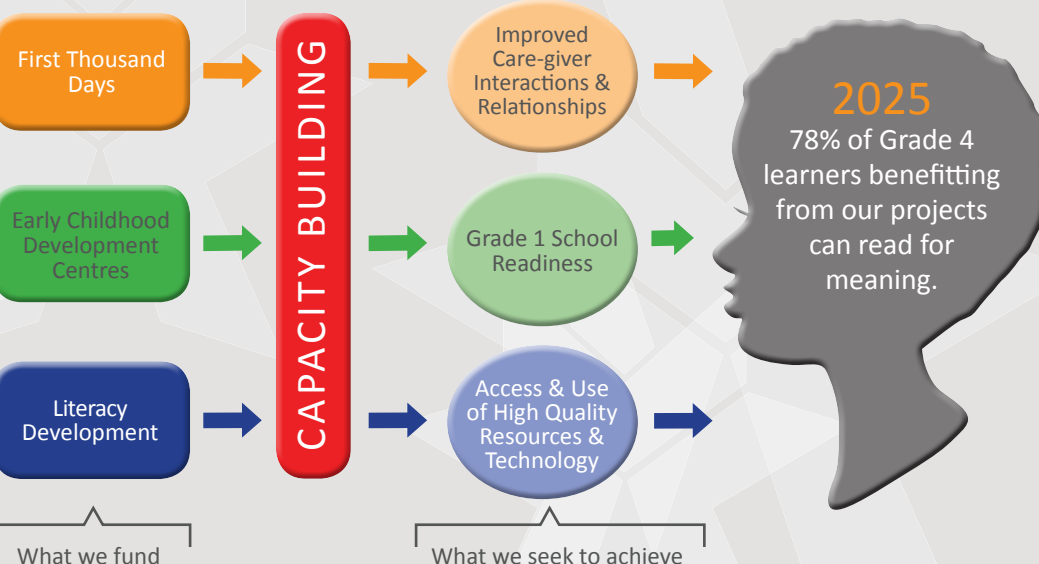 First Thousand
Days
CAPACITY BUILDING
Improved
Care-giver
Interactions &
Relationships
2025
78% of Grade 4
learners benefitting
from our projects
can read for
meaning.
Early Childhood
Development
Centres
Grade 1 School
Readiness
Literacy
Development
Access & Use
of High Quality
Resources &
Technology
What we fund
What we seek to achieve